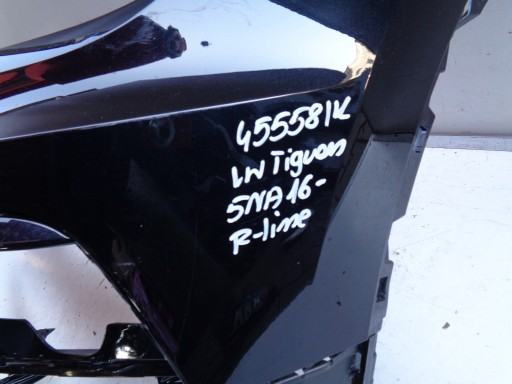 455581K
VW Tiguan
5NA 16-
R-line